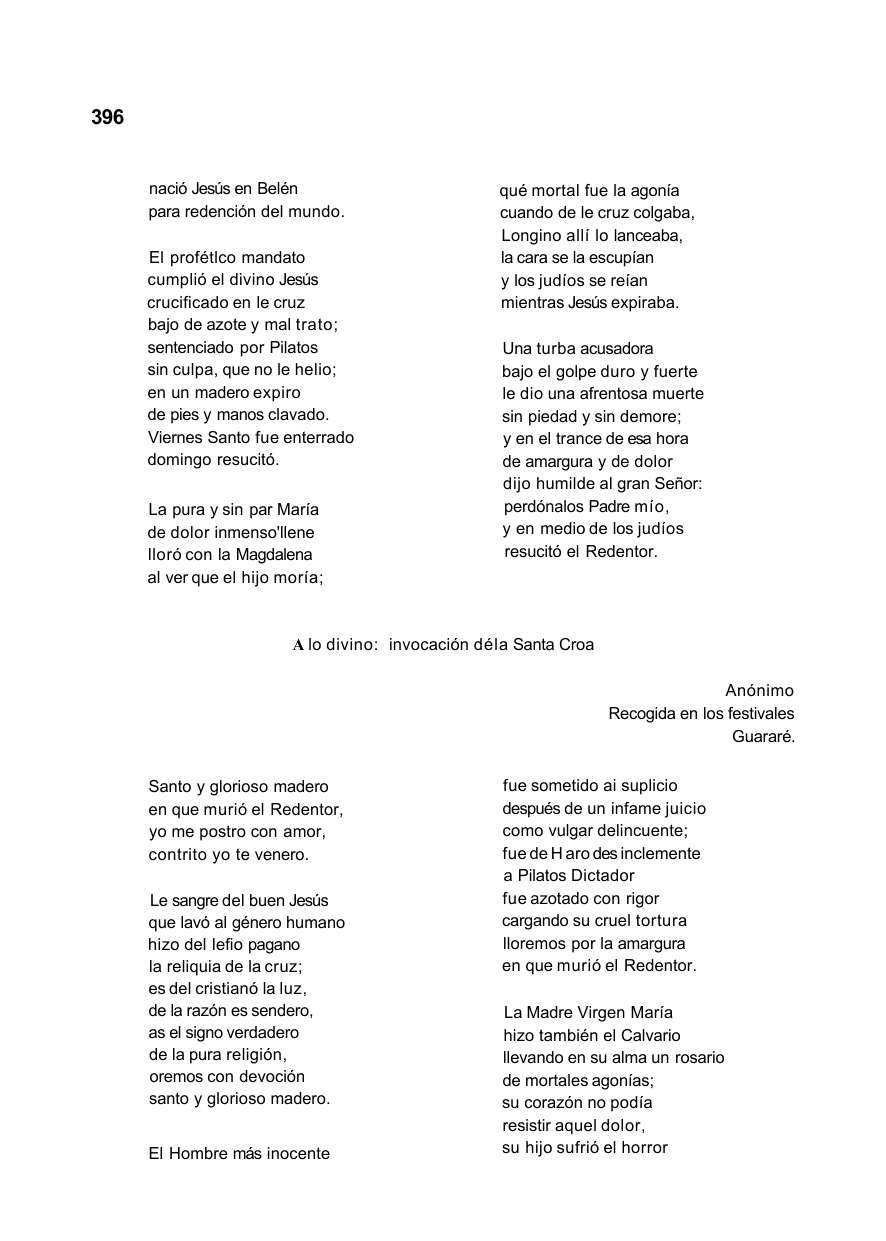 396
nació Jesús en Belén
para redención del mundo.
El profétlco mandato
cumplió el divino Jesús
crucificado en le cruz
bajo de azote y mal trato;
sentenciado por Pilatos
sin culpa, que no le helio;
en un madero expiro
de pies y manos clavado.
Viernes Santo fue enterrado
domingo resucitó.
La pura y sin par María
de dolor inmenso'llene
lloró con la Magdalena
al ver que el hijo moría;
qué mortal fue la agonía
cuando de le cruz colgaba,
Longino allí lo lanceaba,
la cara se la escupían
y los judíos se reían
mientras Jesús expiraba.
Una turba acusadora
bajo el golpe duro y fuerte
le dio una afrentosa muerte
sin piedad y sin demore;
y en el trance de esa hora
de amargura y de dolor
dijo humilde al gran Señor:
perdónalos Padre mío,
y en medio de los judíos
resucitó el Redentor.
A lo divino: invocación déla Santa Croa
Anónimo
Recogida en los festivales
Guararé.
Santo y glorioso madero
en que murió el Redentor,
yo me postro con amor,
contrito yo te venero.
Le sangre del buen Jesús
que lavó al género humano
hizo del lefio pagano
la reliquia de la cruz;
es del cristianó la luz,
de la razón es sendero,
as el signo verdadero
de la pura religión,
oremos con devoción
santo y glorioso madero.
El Hombre más inocente
fue sometido ai suplicio
después de un infame juicio
como vulgar delincuente;
fue de H aro des inclemente
a Pilatos Dictador
fue azotado con rigor
cargando su cruel tortura
lloremos por la amargura
en que murió el Redentor.
La Madre Virgen María
hizo también el Calvario
llevando en su alma un rosario
de mortales agonías;
su corazón no podía
resistir aquel dolor,
su hijo sufrió el horror